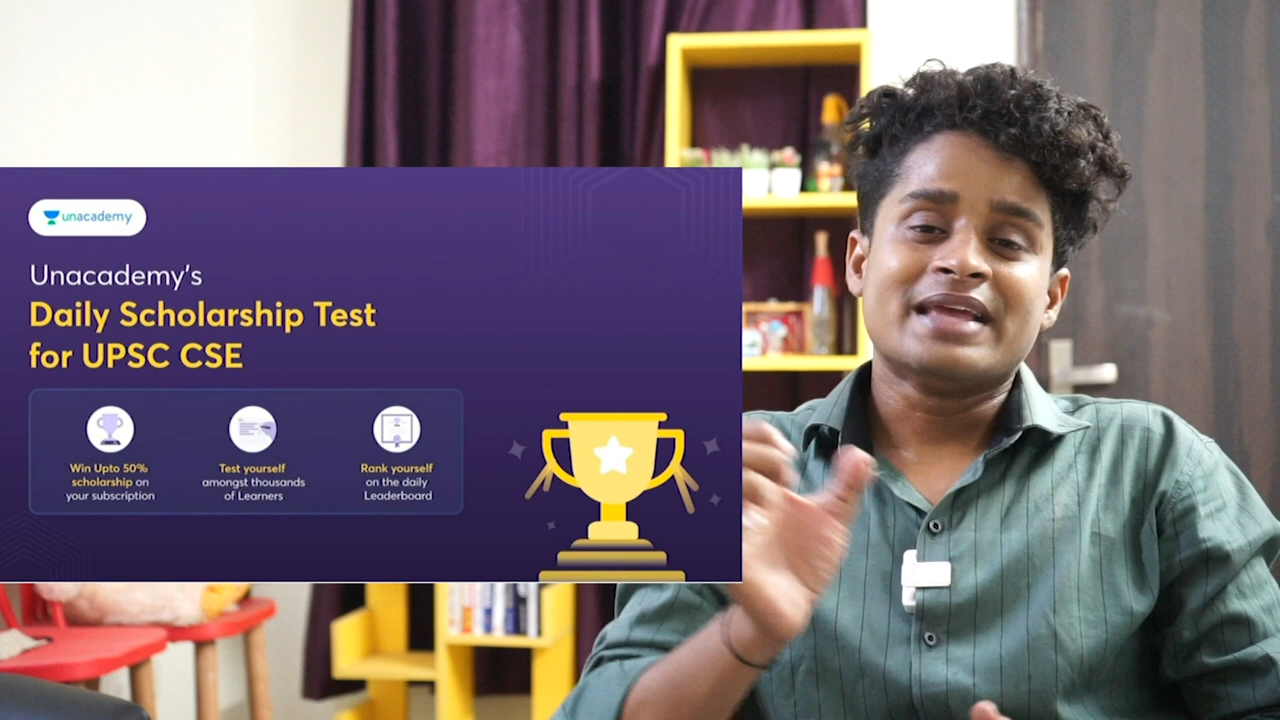 unacademy
Unacademy's
Daily Scholarship Test
for UPSC CSE
Win Upto 50%
scholarship on
your subscription
Test yourself
amongst thousands
of Learners
Rank yourself
on the daily
Leaderboard